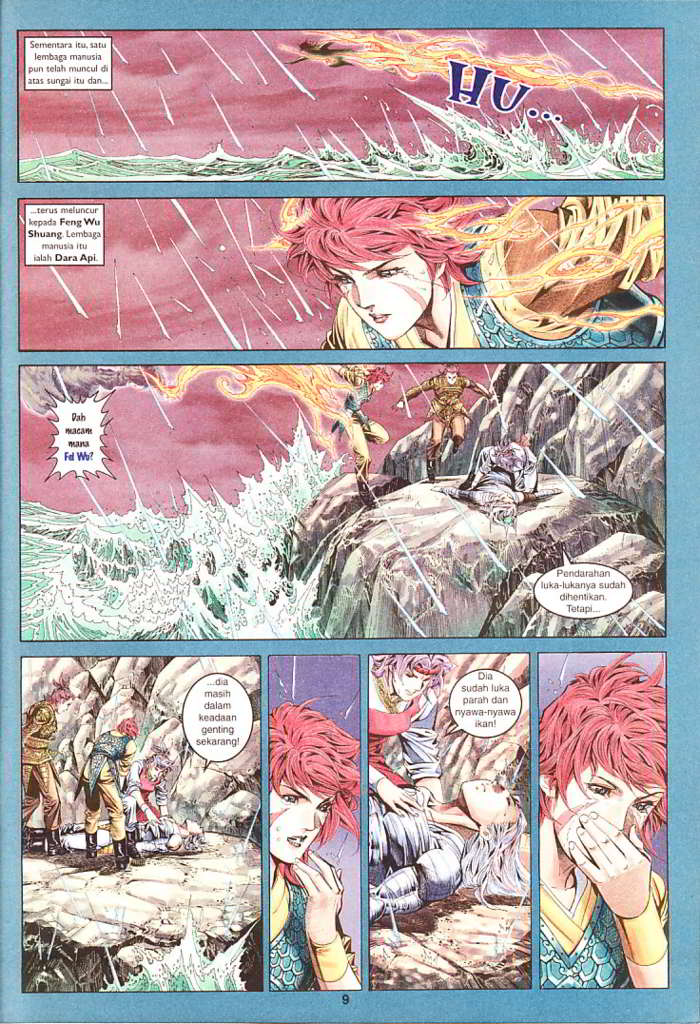 Sementara itu, satu
lembaga manusia
pun telah muncul di
atas sungai itu dan...
HU...
...terus meluncur
kepada Feng Wu
Shuang. Lembaga
manusia itu
ialah Dara Api.
Dah
macam
mana
Fd Wu?
Pendarahan
luka-lukanya sudah
dihentikan.
Tetapi...
...dia
masih
dalam
keadaan
genting
sekarang!
Dia
sudah luka
parah dan
nyawa-nyawa
ikan!
9